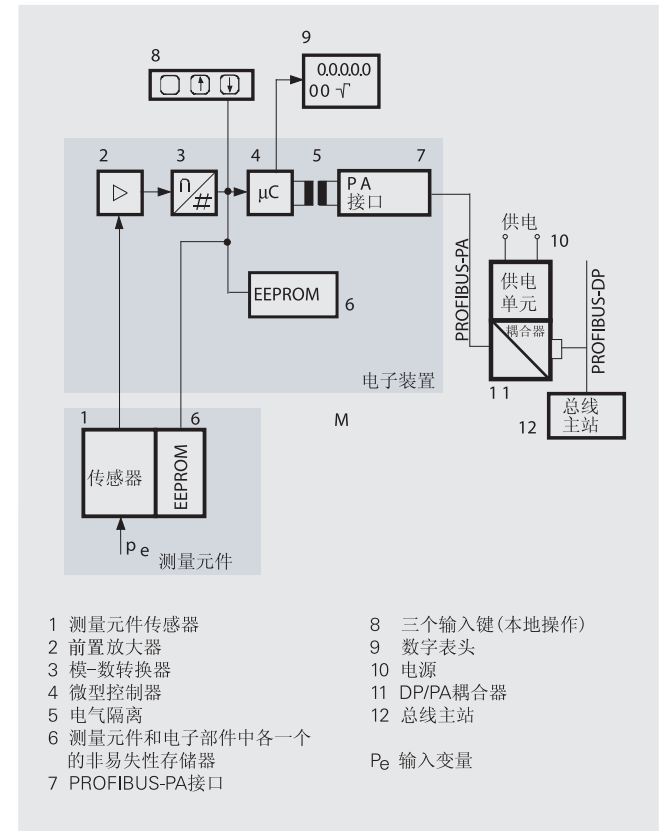 9
8
0.0.0.0.0
00 √
2
3
4
5
7
∩
#
μC
PA
接口
供电
10
PROFIBUS-PA
供电
单元
PROFIBUS-DP
EEPROM
6
耦合器
电子装置
11
1
6
M
12
总线
主站
传感器
EEPROM
pe
测量元件
1 测量元件传感器
2 前置放大器
3 模-数转换器
4 微型控制器
5 电气隔离
6 测量元件和电子部件中各一个
的非易失性存储器
7 PROFIBUS-PA接口
8 三个输入键(本地操作)
9 数字表头
10 电源
11 DP/PA耦合器
12 总线主站
Pe 输入变量